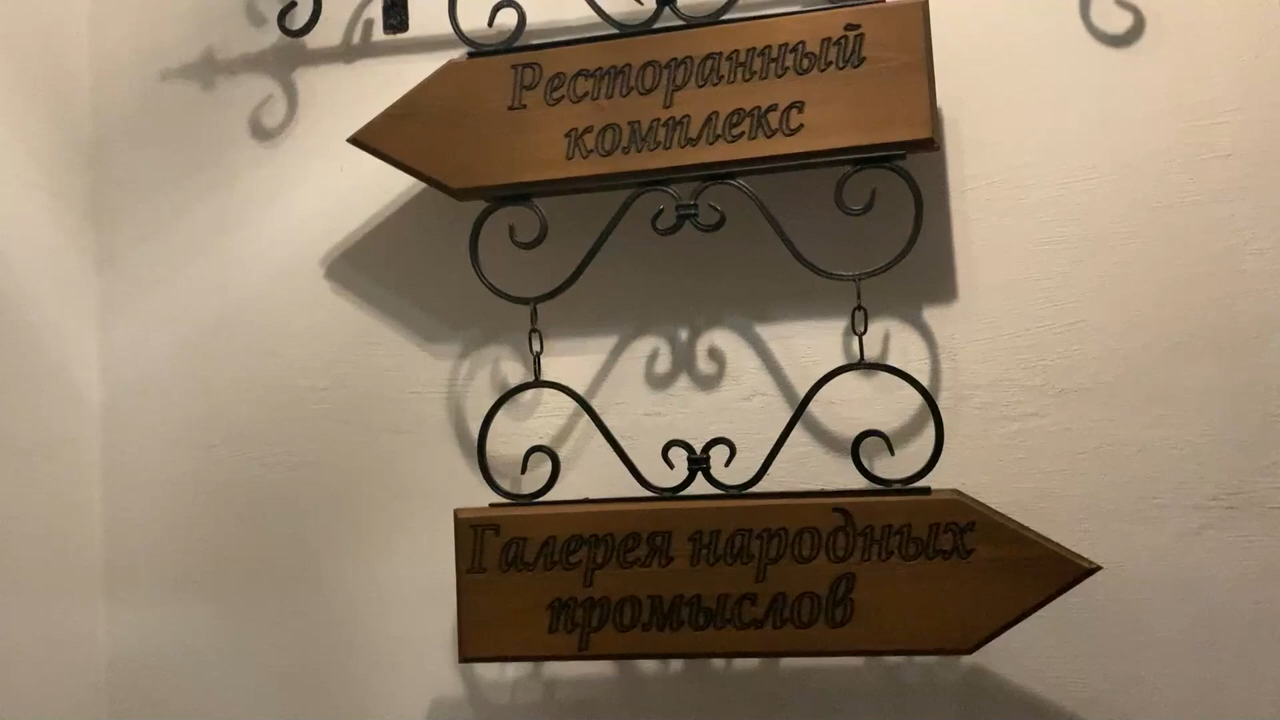 Ресторанный
комплекс
Галерея народных
промыслов